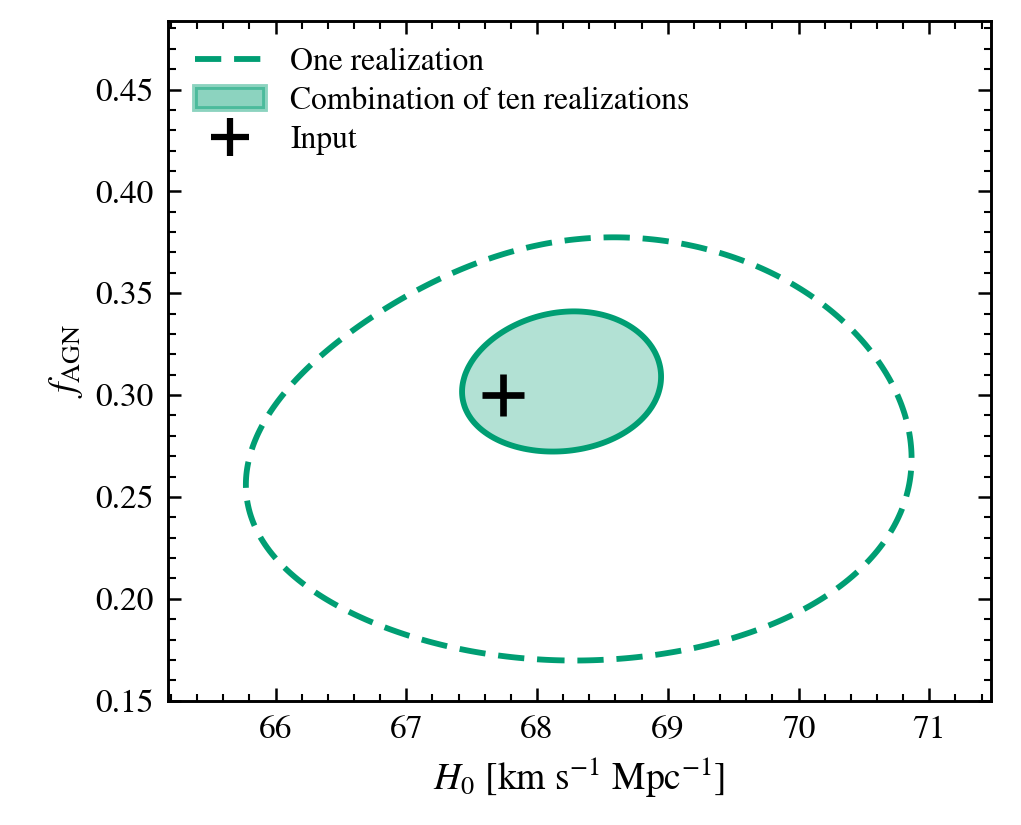 One realization
Combination of ten realizations
Input
0.45
0.40
0.35
0.30
0.25
0.20
0.15
f_AGN
66 67 68 69 70 71
H₀ [km s⁻¹ Mpc⁻¹]